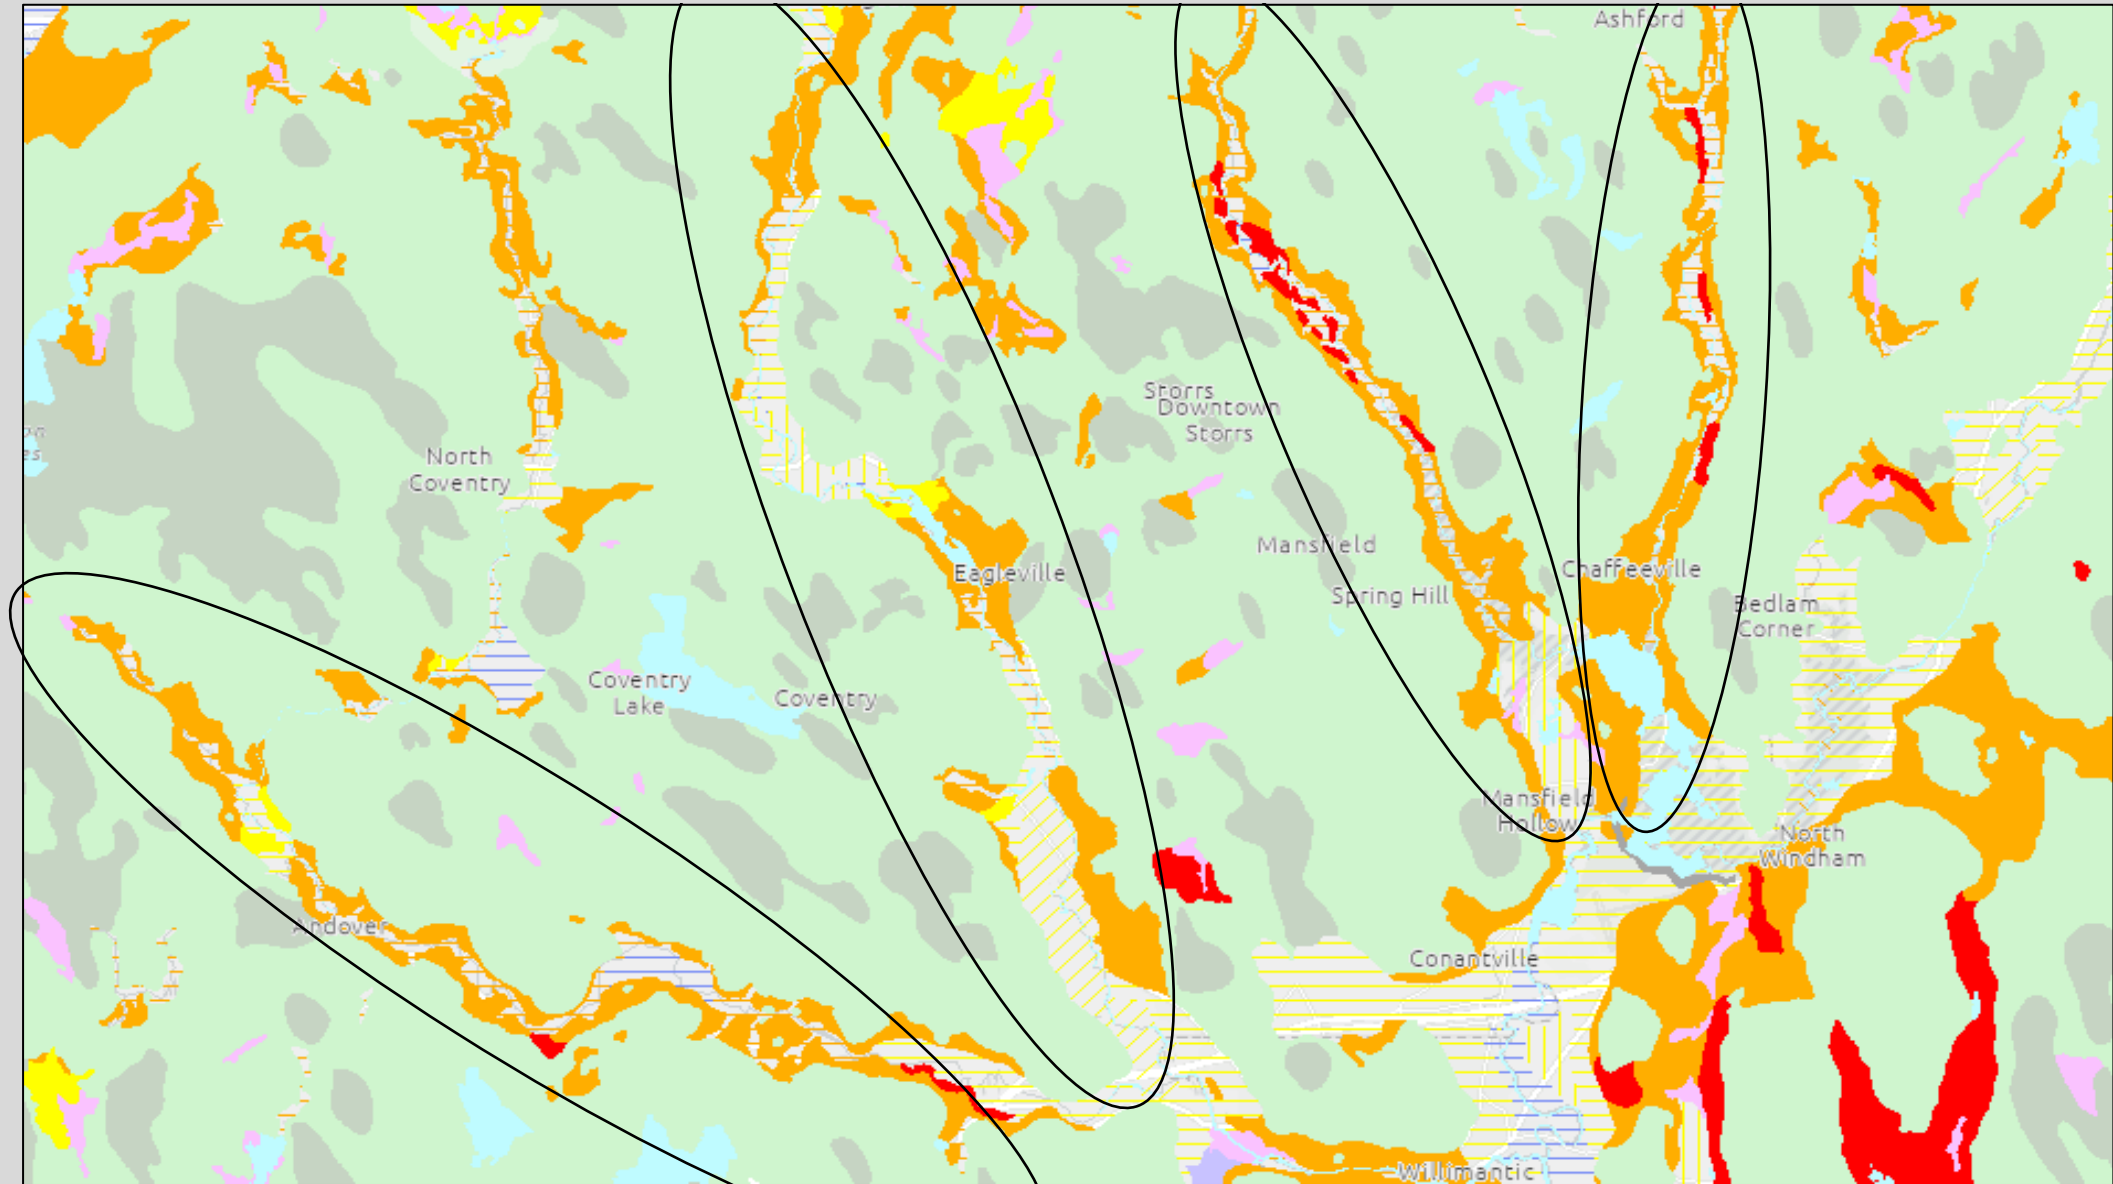 Ashford
Storrs
Downtown
Storrs
North
Coventry
Mansfield
Eagleville
Chaffeeville
Spring Hill
Bedlam
Corner
Coventry
Lake
Coventry
Mansfield
Hollow
North
Windham
Andover
Conantville
Willimantic